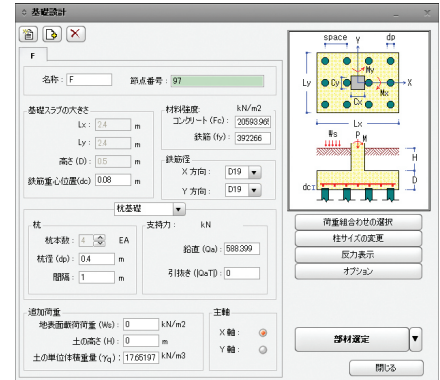 基礎設計
F
名称: F 節点番号: 97
基礎スラブの大きさ
Lx: 2.4 m
Ly: 2.4 m
高さ (D): 0.5 m
鉄筋重心位置(dc) 0.08 m
材料強度: kN/m2
コンクリート (Fc): 20593.965
鉄筋 (fy): 392266
鉄筋径
X 方向: D19
Y 方向: D19
杭基礎
杭
杭本数: 4 EA
杭径 (dp): 0.4 m
間隔: 1 m
支持力: kN
鉛直 (Qa): 588.399
引抜き (|QaT|): 0
追加荷重
地表面載荷荷重 (Ws): 0 kN/m2
土の高さ (H): 0 m
土の単位体積重量 (Yq): 17.65197 kN/m3
主軸
X 軸:
Y 軸:
space y dp
My
Ly Cy X
Cx Mx
Lx
Ws P M
H
D
dcT
荷重組合わせの選択
柱サイズの変更
反力表示
オプション
部材選定
閉じる